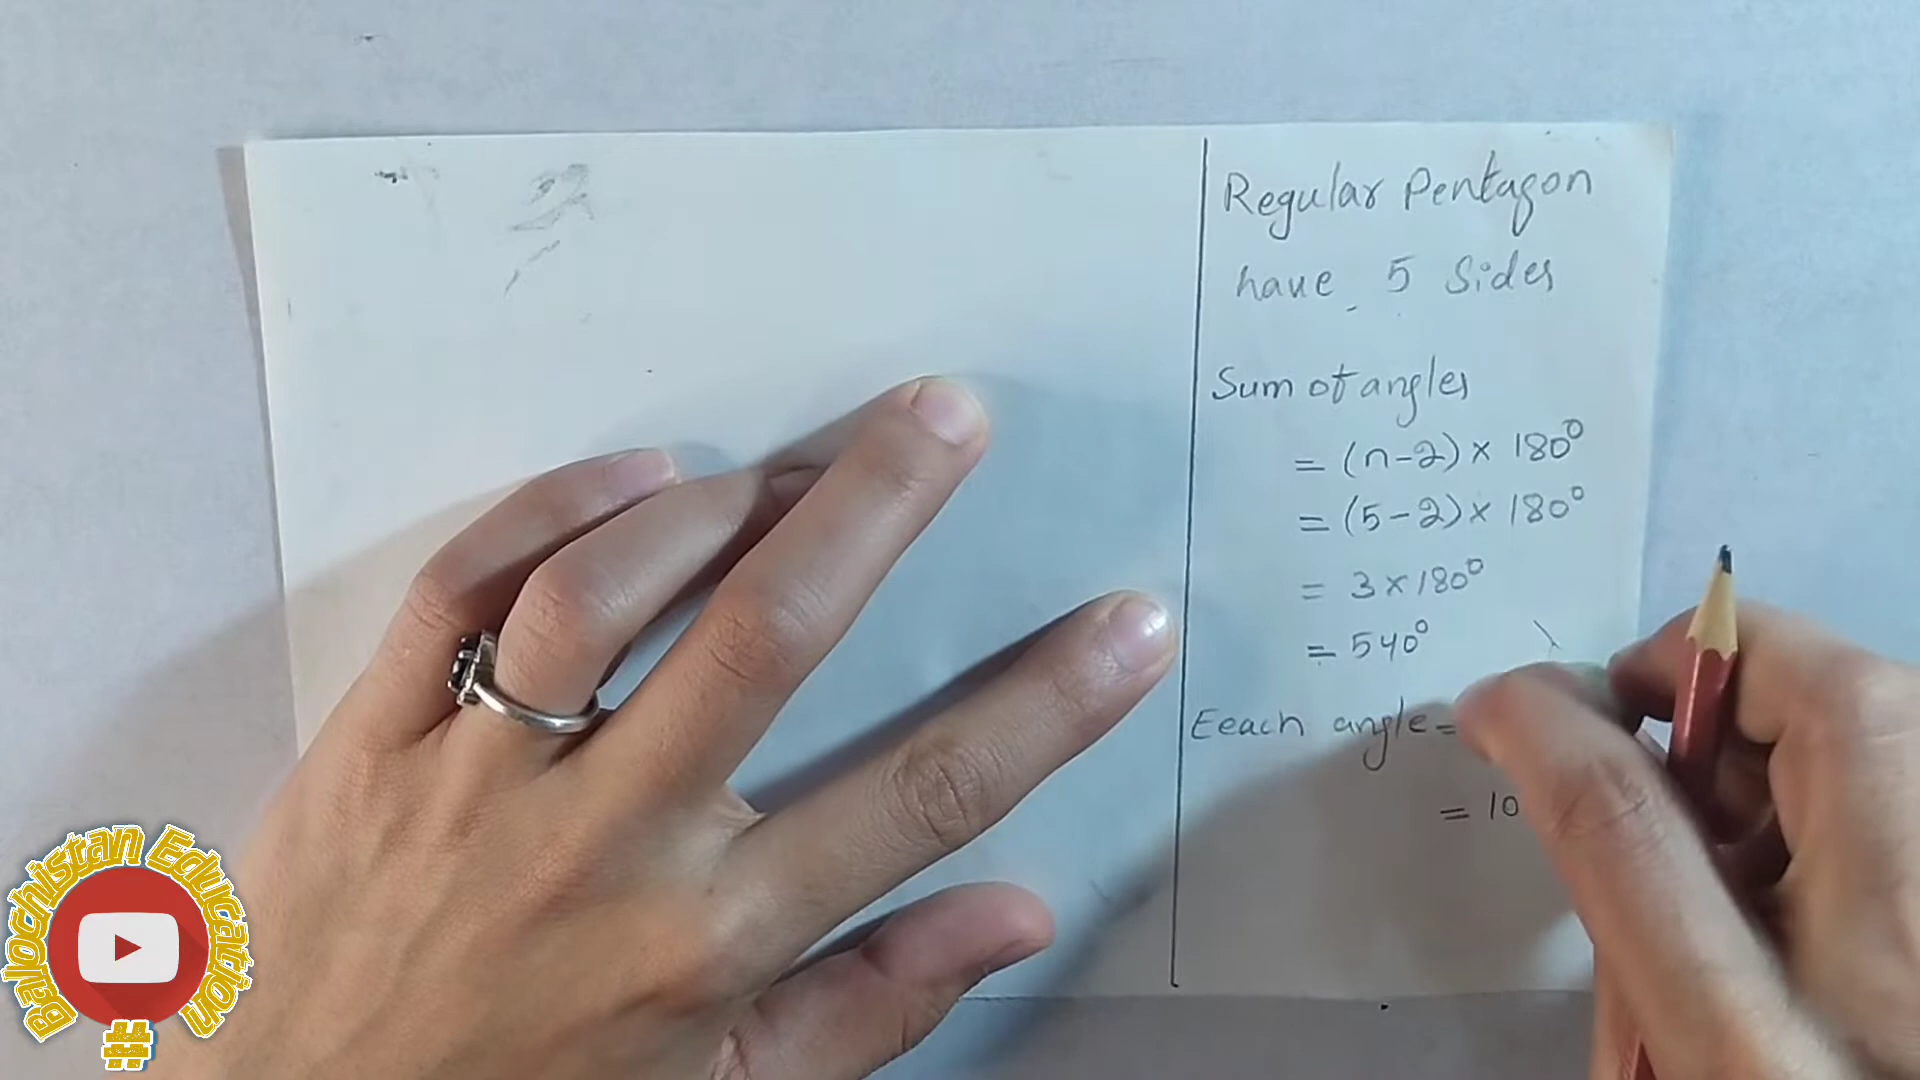 Regular Pentagon
have 5 Sides
Sum of angles
= (n-2) × 180°
= (5-2) × 180°
= 3 × 180°
= 540°
Eeach angle =
= 10
Balochistan Education
#